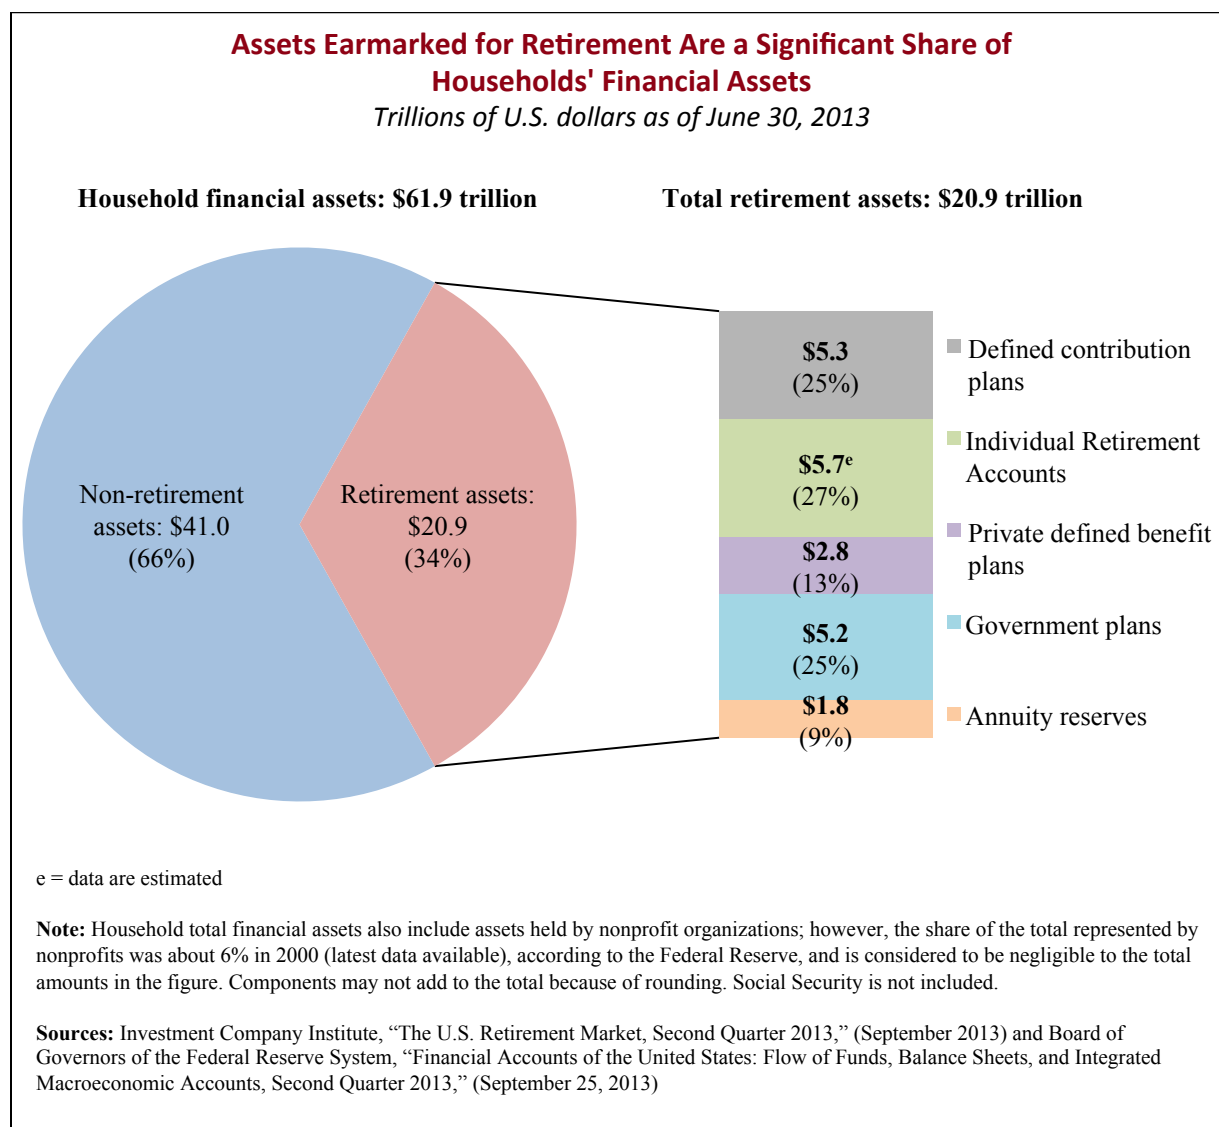 Assets Earmarked for Retirement Are a Significant Share of
Households' Financial Assets
Trillions of U.S. dollars as of June 30, 2013
Household financial assets: $61.9 trillion
Total retirement assets: $20.9 trillion
Non-retirement
assets: $41.0
(66%)
Retirement assets:
$20.9
(34%)
$5.3
(25%)
$5.7ᵉ
(27%)
$2.8
(13%)
$5.2
(25%)
$1.8
(9%)
Defined contribution
plans
Individual Retirement
Accounts
Private defined benefit
plans
Government plans
Annuity reserves
e = data are estimated
Note: Household total financial assets also include assets held by nonprofit organizations; however, the share of the total represented by
nonprofits was about 6% in 2000 (latest data available), according to the Federal Reserve, and is considered to be negligible to the total
amounts in the figure. Components may not add to the total because of rounding. Social Security is not included.
Sources: Investment Company Institute, “The U.S. Retirement Market, Second Quarter 2013,” (September 2013) and Board of
Governors of the Federal Reserve System, “Financial Accounts of the United States: Flow of Funds, Balance Sheets, and Integrated
Macroeconomic Accounts, Second Quarter 2013,” (September 25, 2013)